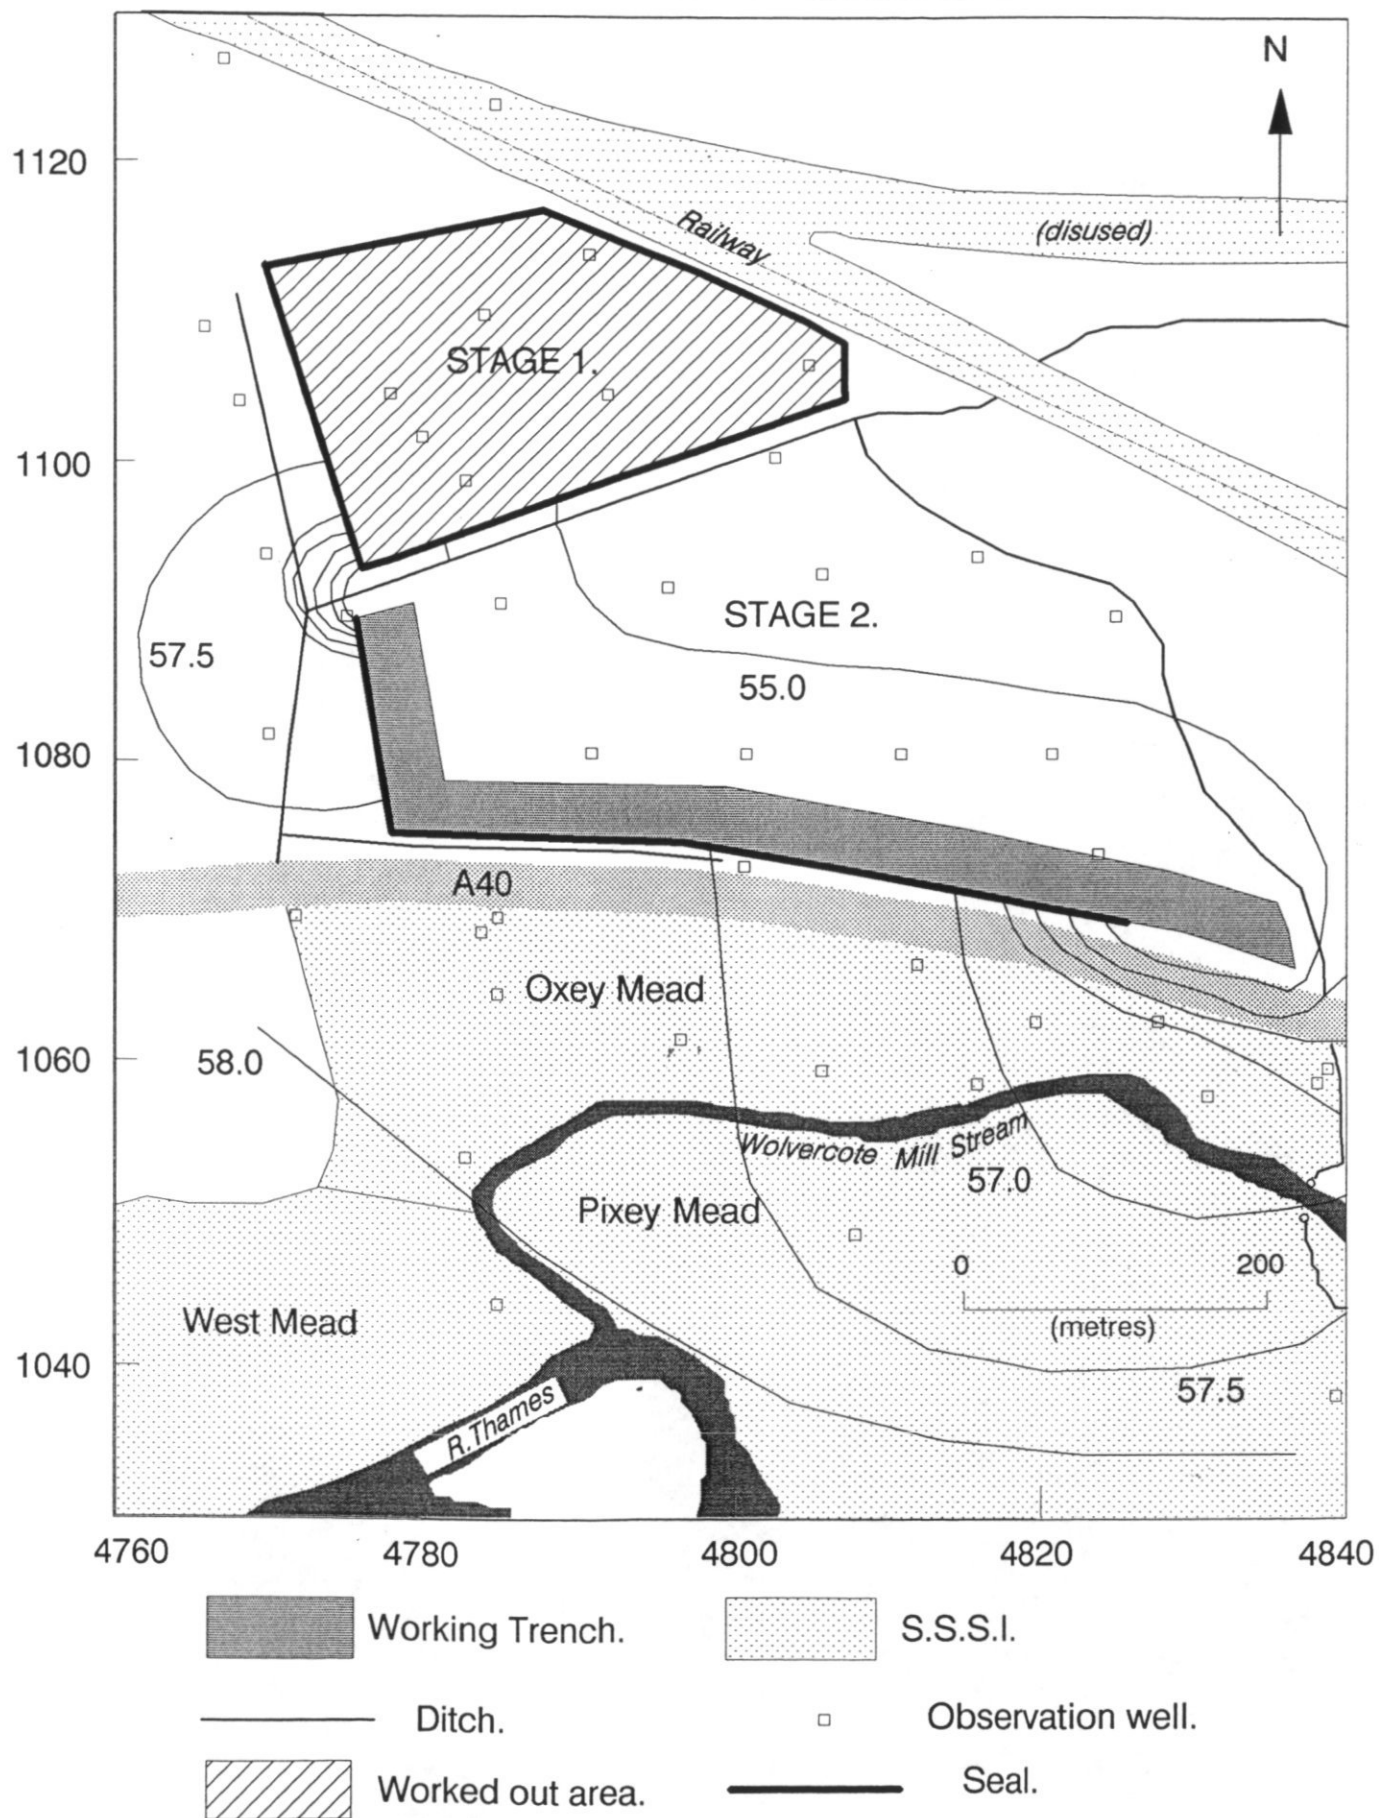 N
1120
Railway
(disused)
STAGE 1.
1100
STAGE 2.
57.5
55.0
1080
A40
Oxey Mead
58.0
1060
Wolvercote Mill Stream
57.0
Pixey Mead
0 200
(metres)
West Mead
1040
57.5
R.Thames
4760 4780 4800 4820 4840
Working Trench. S.S.S.I.
Ditch. Observation well.
Worked out area. Seal.